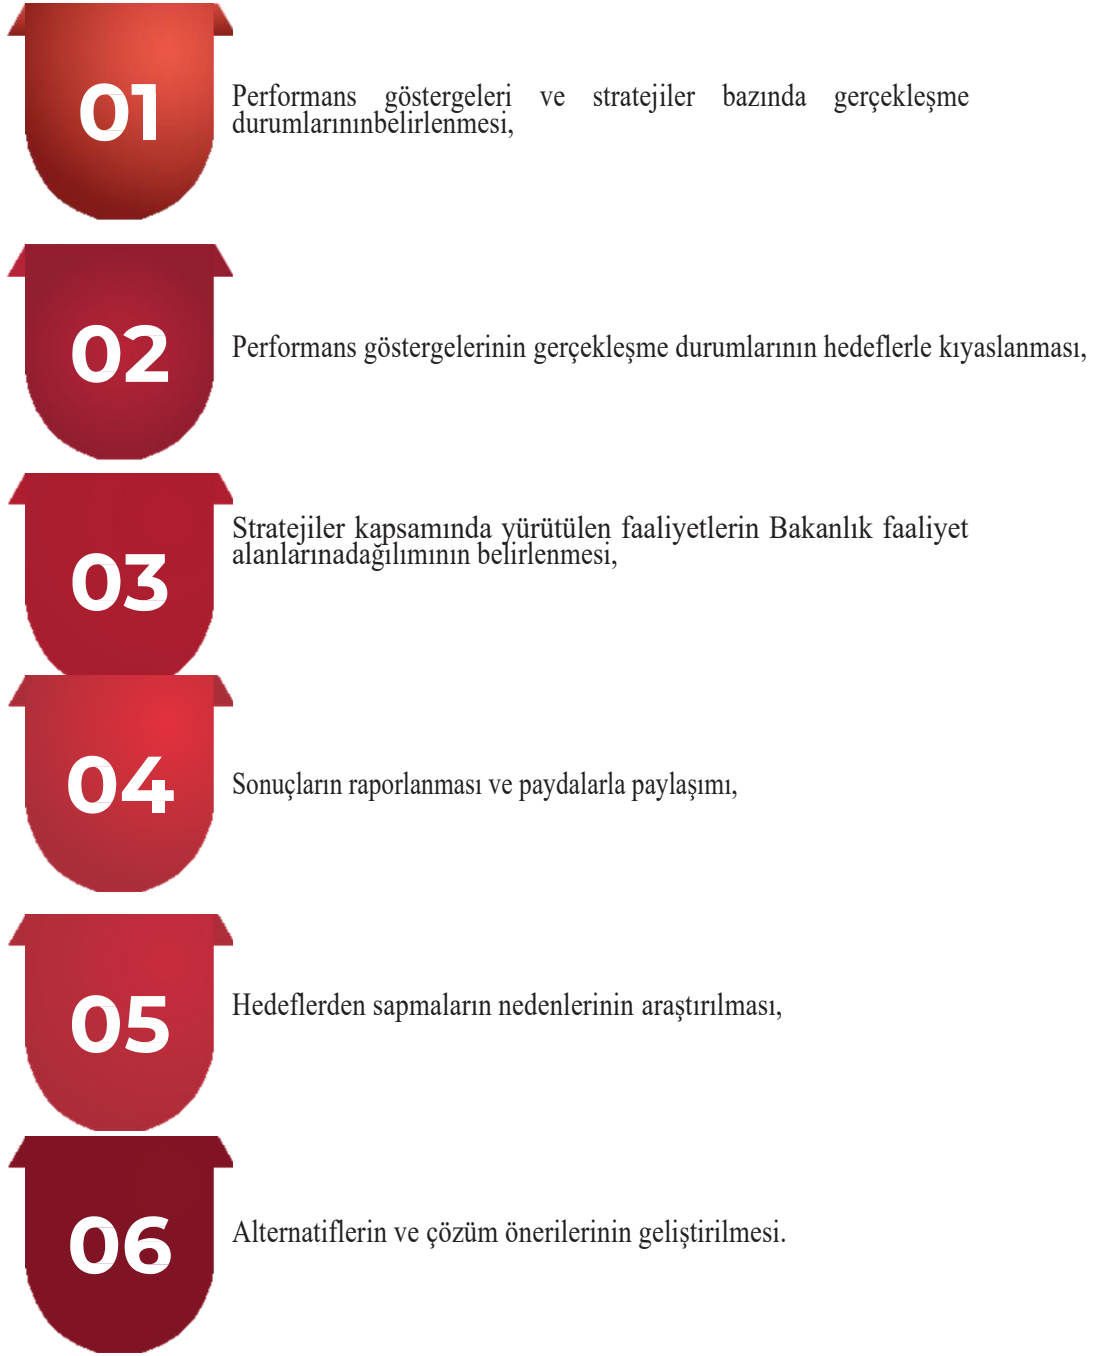 01
Performans göstergeleri ve stratejiler bazında gerçekleşme
durumlarınınbelirlenmesi,
02
Performans göstergelerinin gerçekleşme durumlarının hedeflerle kıyaslanması,
03
Stratejiler kapsamında yürütülen faaliyetlerin Bakanlık faaliyet
alanlarınadağılımının belirlenmesi,
04
Sonuçların raporlanması ve paydalarla paylaşımı,
05
Hedeflerden sapmaların nedenlerinin araştırılması,
06
Alternatiflerin ve çözüm önerilerinin geliştirilmesi.